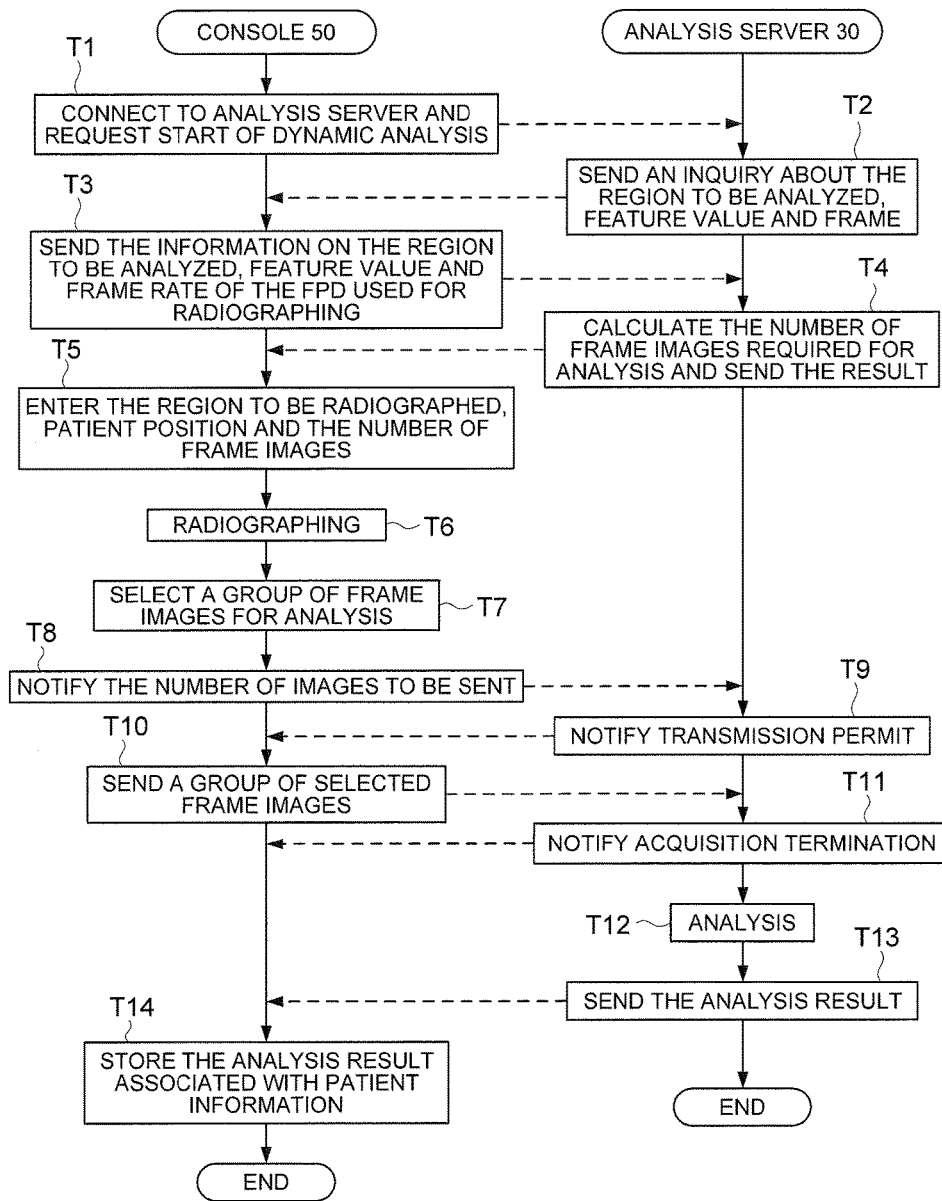 CONSOLE 50
ANALYSIS SERVER 30
T1
CONNECT TO ANALYSIS SERVER AND
REQUEST START OF DYNAMIC ANALYSIS
T2
SEND AN INQUIRY ABOUT THE
REGION TO BE ANALYZED,
FEATURE VALUE AND FRAME
T3
SEND THE INFORMATION ON THE REGION
TO BE ANALYZED, FEATURE VALUE AND
FRAME RATE OF THE FPD USED FOR
RADIOGRAPHING
T4
CALCULATE THE NUMBER OF
FRAME IMAGES REQUIRED FOR
ANALYSIS AND SEND THE RESULT
T5
ENTER THE REGION TO BE RADIOGRAPHED,
PATIENT POSITION AND THE NUMBER OF
FRAME IMAGES
RADIOGRAPHING
T6
SELECT A GROUP OF FRAME
IMAGES FOR ANALYSIS
T7
T8
NOTIFY THE NUMBER OF IMAGES TO BE SENT
T9
NOTIFY TRANSMISSION PERMIT
T10
SEND A GROUP OF SELECTED
FRAME IMAGES
T11
NOTIFY ACQUISITION TERMINATION
T12
ANALYSIS
T13
SEND THE ANALYSIS RESULT
T14
STORE THE ANALYSIS RESULT
ASSOCIATED WITH PATIENT
INFORMATION
END
END